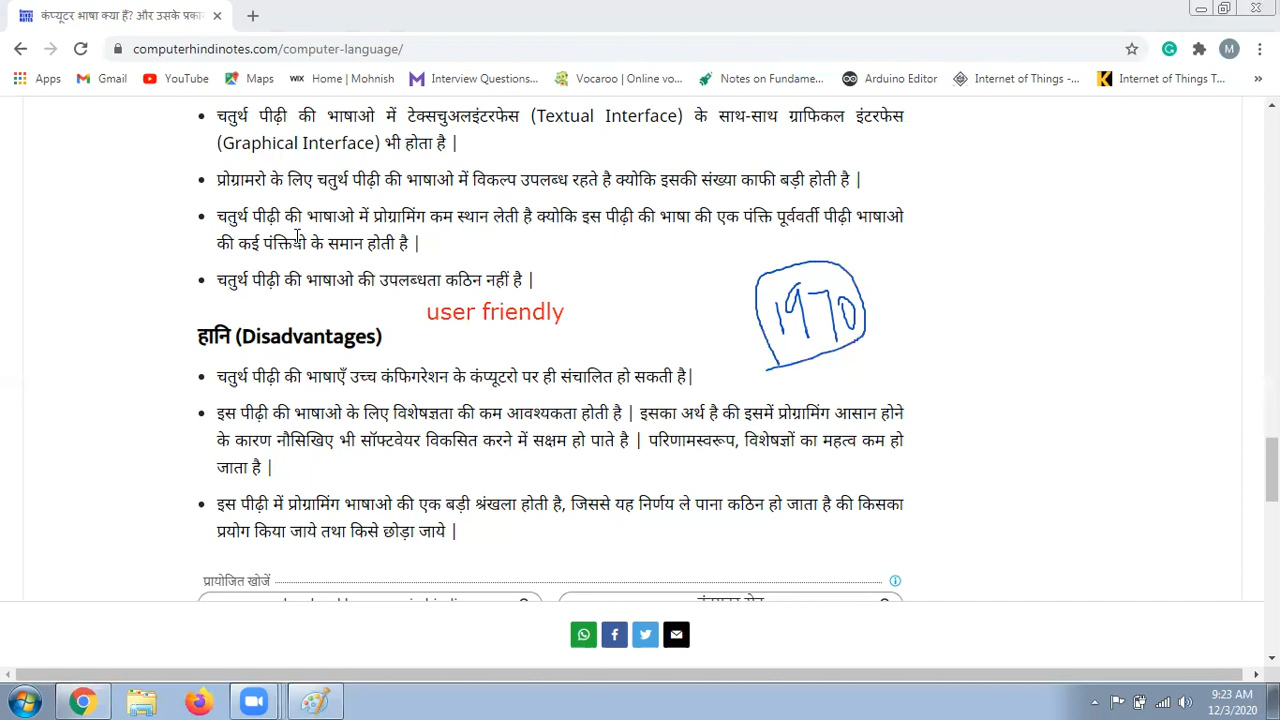 कंप्यूटर भाषा क्या हैं? और उसके प्रका
computerhindinotes.com/computer-language/
M
Apps Gmail YouTube Maps WIX Home | Mohnish Interview Questions... Vocaroo | Online vo... Notes on Fundame... Arduino Editor Internet of Things -... Internet of Things T... »
• चतुर्थ पीढ़ी की भाषाओ में टेक्सचुअलइंटरफेस (Textual Interface) के साथ-साथ ग्राफिकल इंटरफेस
(Graphical Interface) भी होता है |
• प्रोग्रामरो के लिए चतुर्थ पीढ़ी की भाषाओ में विकल्प उपलब्ध रहते है क्योकि इसकी संख्या काफी बड़ी होती है |
• चतुर्थ पीढ़ी की भाषाओ में प्रोग्रामिंग कम स्थान लेती है क्योकि इस पीढ़ी की भाषा की एक पंक्ति पूर्ववर्ती पीढ़ी भाषाओ
की कई पंक्तियो के समान होती है |
• चतुर्थ पीढ़ी की भाषाओ की उपलब्धता कठिन नहीं है |
user friendly
1970
हानि (Disadvantages)
• चतुर्थ पीढ़ी की भाषाएँ उच्च कंफिगरेशन के कंप्यूटरो पर ही संचालित हो सकती है|
• इस पीढ़ी की भाषाओ के लिए विशेषज्ञता की कम आवश्यकता होती है | इसका अर्थ है की इसमें प्रोग्रामिंग आसान होने
के कारण नौसिखिए भी सॉफ्टवेयर विकसित करने में सक्षम हो पाते है | परिणामस्वरूप, विशेषज्ञों का महत्व कम हो
जाता है |
• इस पीढ़ी में प्रोग्रामिंग भाषाओ की एक बड़ी श्रंखला होती है, जिससे यह निर्णय ले पाना कठिन हो जाता है की किसका
प्रयोग किया जाये तथा किसे छोड़ा जाये |
प्रायोजित खोजें
9:23 AM
12/3/2020